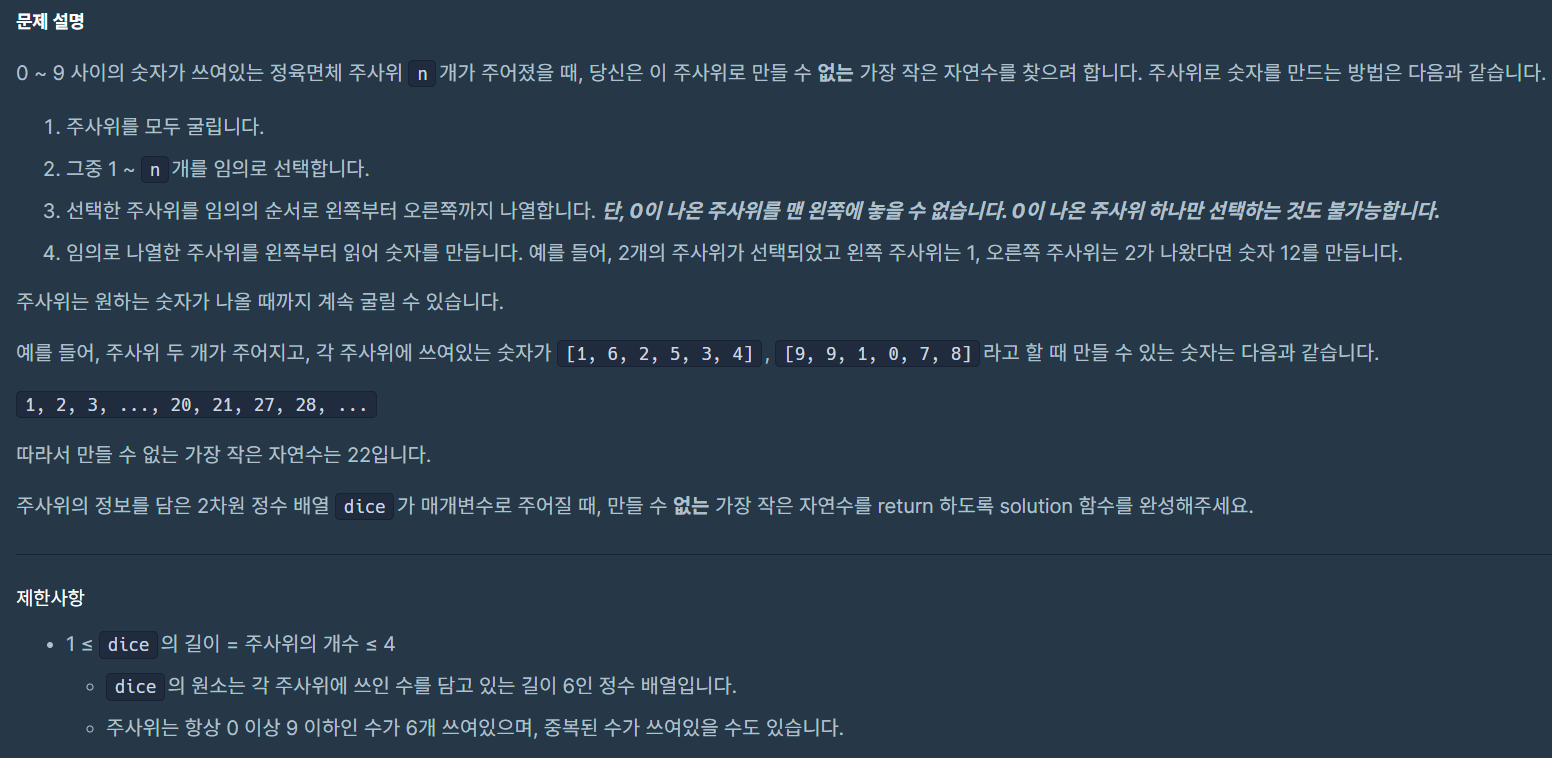 문제 설명
0 ~ 9 사이의 숫자가 쓰여있는 정육면체 주사위 n 개가 주어졌을 때, 당신은 이 주사위로 만들 수 없는 가장 작은 자연수를 찾으려 합니다. 주사위로 숫자를 만드는 방법은 다음과 같습니다.
1. 주사위를 모두 굴립니다.
2. 그중 1 ~ n 개를 임의로 선택합니다.
3. 선택한 주사위를 임의의 순서로 왼쪽부터 오른쪽까지 나열합니다. 단, 0이 나온 주사위를 맨 왼쪽에 놓을 수 없습니다. 0이 나온 주사위 하나만 선택하는 것도 불가능합니다.
4. 임의로 나열한 주사위를 왼쪽부터 읽어 숫자를 만듭니다. 예를 들어, 2개의 주사위가 선택되었고 왼쪽 주사위는 1, 오른쪽 주사위는 2가 나왔다면 숫자 12를 만듭니다.
주사위는 원하는 숫자가 나올 때까지 계속 굴릴 수 있습니다.
예를 들어, 주사위 두 개가 주어지고, 각 주사위에 쓰여있는 숫자가 [1, 6, 2, 5, 3, 4] , [9, 9, 1, 0, 7, 8] 라고 할 때 만들 수 있는 숫자는 다음과 같습니다.
1, 2, 3, ..., 20, 21, 27, 28, ...
따라서 만들 수 없는 가장 작은 자연수는 22입니다.
주사위의 정보를 담은 2차원 정수 배열 dice 가 매개변수로 주어질 때, 만들 수 없는 가장 작은 자연수를 return 하도록 solution 함수를 완성해주세요.
제한사항
• 1 ≤ dice 의 길이 = 주사위의 개수 ≤ 4
◦ dice 의 원소는 각 주사위에 쓰인 수를 담고 있는 길이 6인 정수 배열입니다.
◦ 주사위는 항상 0 이상 9 이하인 수가 6개 쓰여있으며, 중복된 수가 쓰여있을 수도 있습니다.